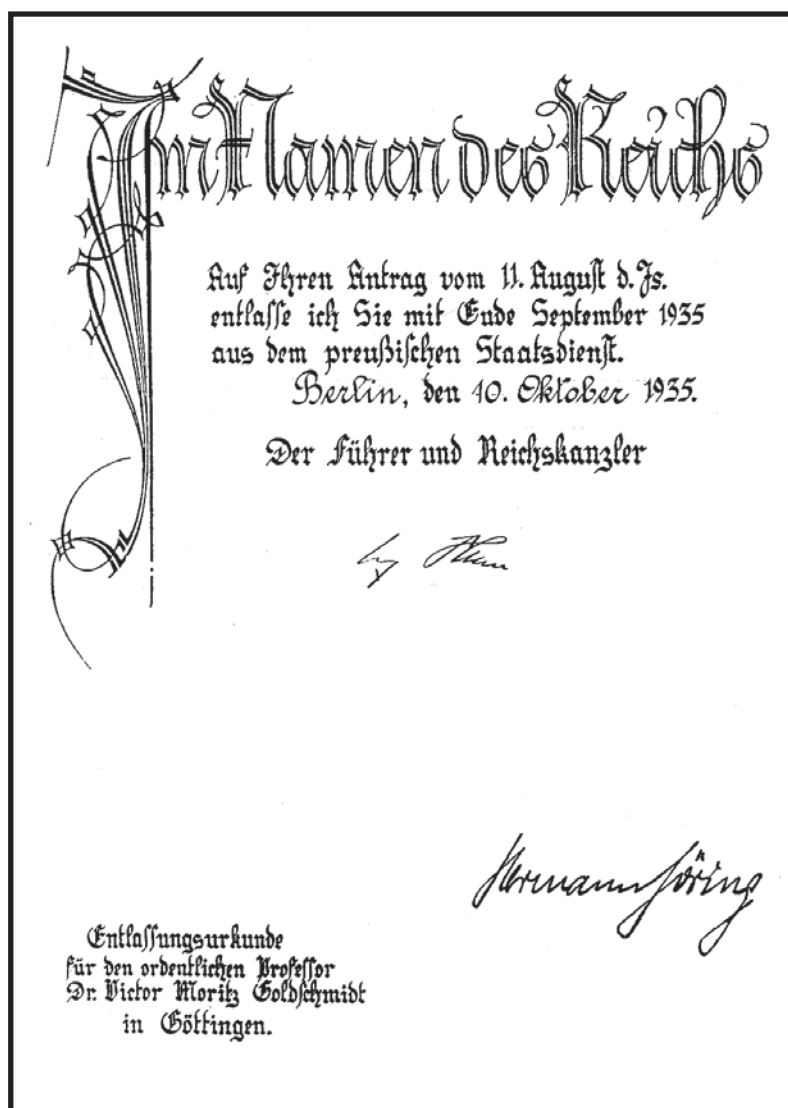 Im Namen des Reichs
Auf Ihren Antrag vom 11. August d. Js.
entlasse ich Sie mit Ende September 1935
aus dem preußischen Staatsdienst.
Berlin, den 10. Oktober 1935.
Der Führer und Reichskanzler
Hermann Göring
Entlassungsurkunde
für den ordentlichen Professor
Dr. Victor Moritz Goldschmidt
in Göttingen.